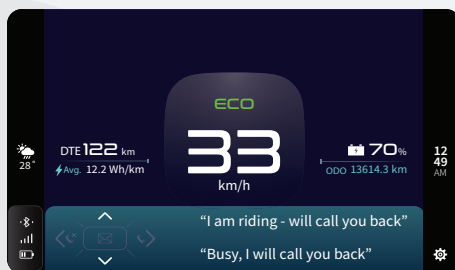 ECO
28°
DTE 122 km
Avg. 12.2 Wh/km
33
km/h
70%
ODO 13614.3 km
12
49
AM
“I am riding - will call you back”
“Busy, I will call you back”